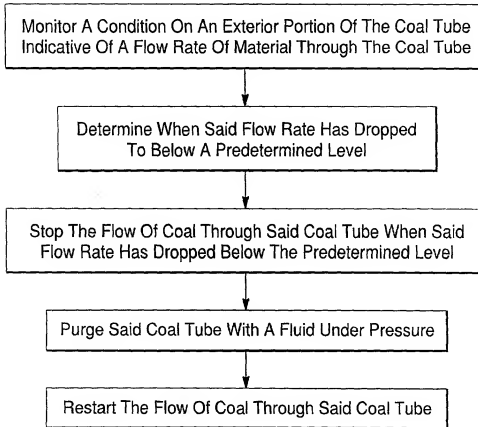 Monitor A Condition On An Exterior Portion Of The Coal Tube
Indicative Of A Flow Rate Of Material Through The Coal Tube
Determine When Said Flow Rate Has Dropped
To Below A Predetermined Level
Stop The Flow Of Coal Through Said Coal Tube When Said
Flow Rate Has Dropped Below The Predetermined Level
Purge Said Coal Tube With A Fluid Under Pressure
Restart The Flow Of Coal Through Said Coal Tube